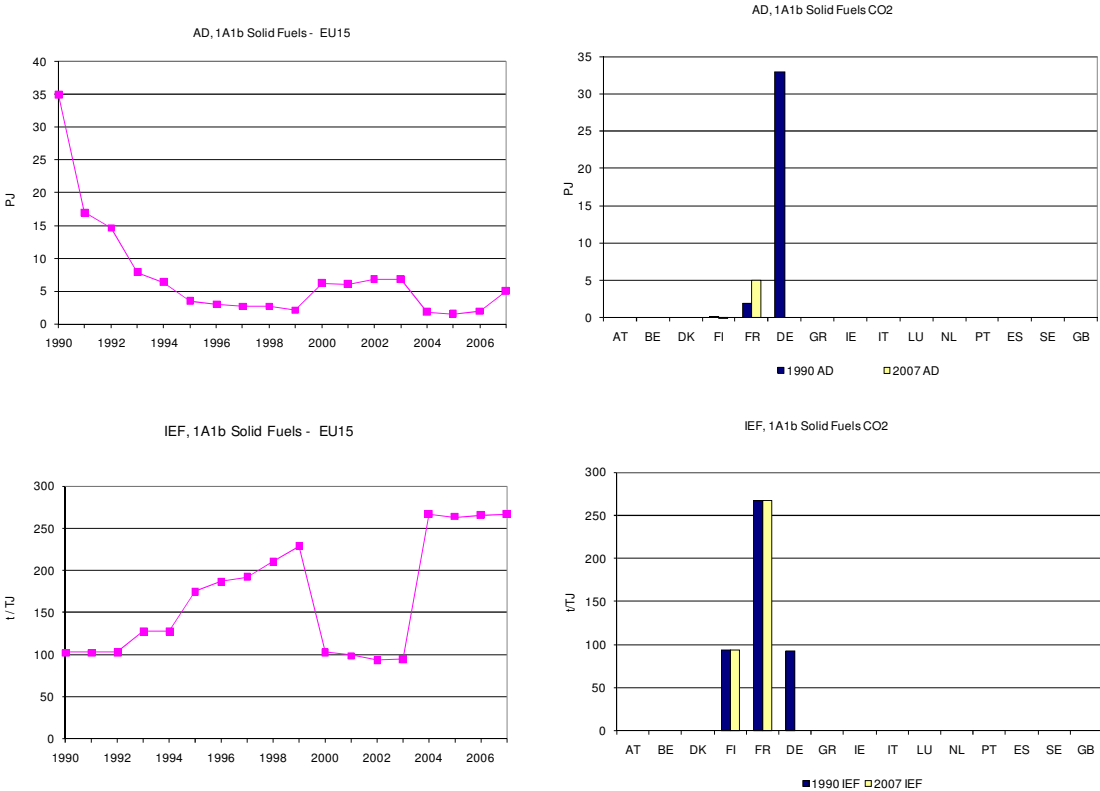 AD, 1A1b Solid Fuels - EU15
40
35
30
25
20
15
10
5
0
PJ
1990 1992 1994 1996 1998 2000 2002 2004 2006
AD, 1A1b Solid Fuels CO2
35
30
25
20
15
10
5
0
PJ
AT BE DK FI FR DE GR IE IT LU NL PT ES SE GB
1990 AD 2007 AD
IEF, 1A1b Solid Fuels - EU15
300
250
200
150
100
50
0
t / TJ
1990 1992 1994 1996 1998 2000 2002 2004 2006
IEF, 1A1b Solid Fuels CO2
300
250
200
150
100
50
0
t/TJ
AT BE DK FI FR DE GR IE IT LU NL PT ES SE GB
1990 IEF 2007 IEF